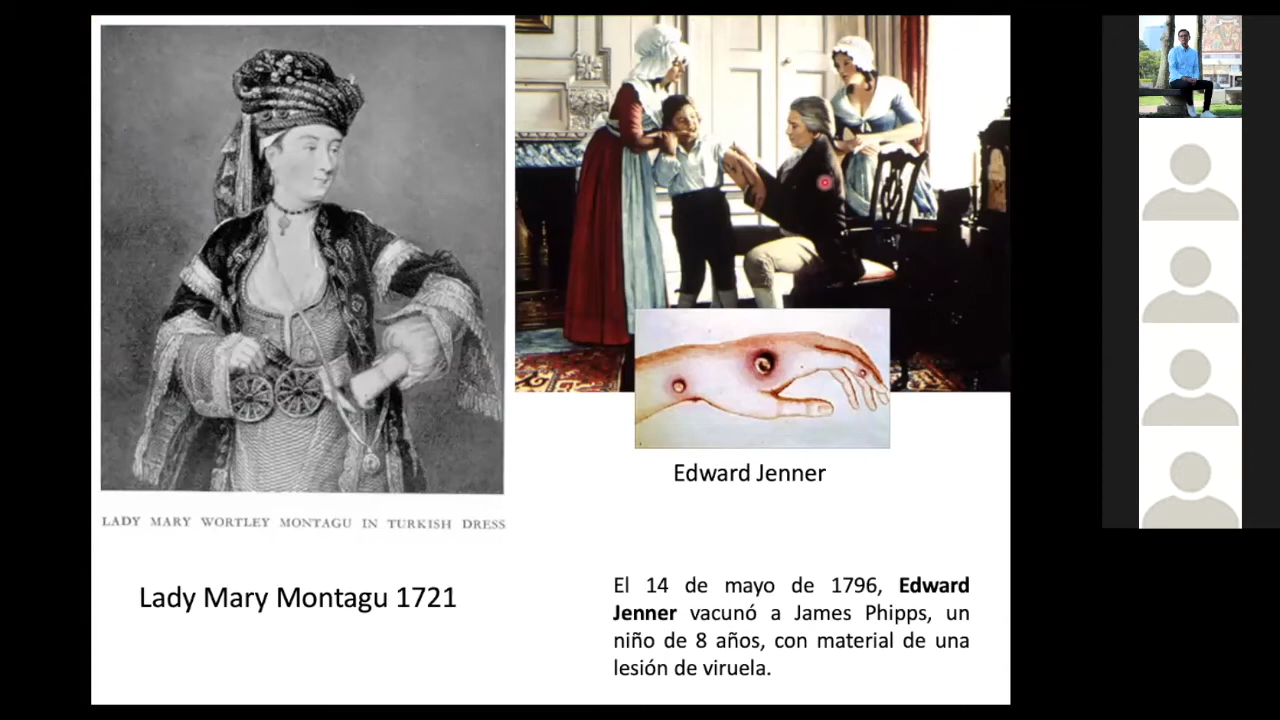 LADY MARY WORTLEY MONTAGU IN TURKISH DRESS
Lady Mary Montagu 1721
Edward Jenner
El 14 de mayo de 1796, Edward
Jenner vacunó a James Phipps, un
niño de 8 años, con material de una
lesión de viruela.